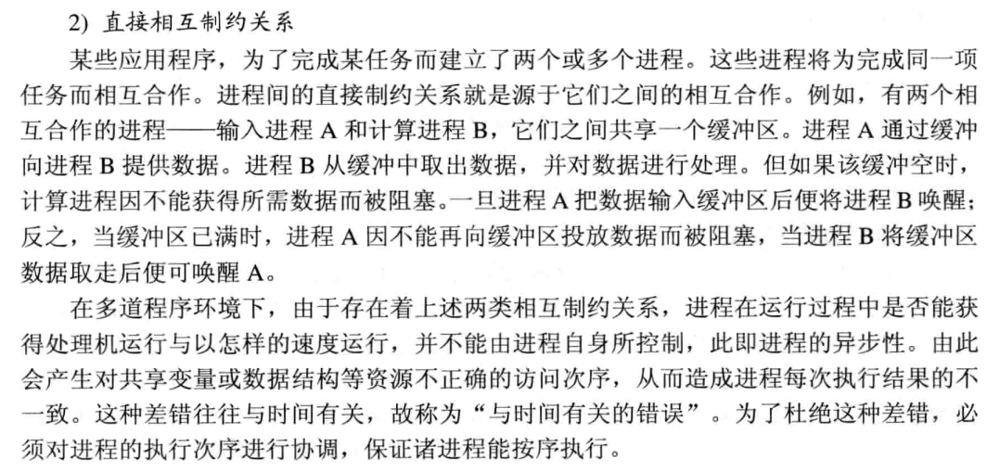 2) 直接相互制约关系
某些应用程序，为了完成某任务而建立了两个或多个进程。这些进程将为完成同一项
任务而相互合作。进程间的直接制约关系就是源于它们之间的相互合作。例如，有两个相
互合作的进程——输入进程 A 和计算进程 B，它们之间共享一个缓冲区。进程 A 通过缓冲
向进程 B 提供数据。进程 B 从缓冲中取出数据，并对数据进行处理。但如果该缓冲空时，
计算进程因不能获得所需数据而被阻塞。一旦进程 A 把数据输入缓冲区后便将进程 B 唤醒；
反之，当缓冲区已满时，进程 A 因不能再向缓冲区投放数据而被阻塞，当进程 B 将缓冲区
数据取走后便可唤醒 A。
在多道程序环境下，由于存在着上述两类相互制约关系，进程在运行过程中是否能获
得处理机运行与以怎样的速度运行，并不能由进程自身所控制，此即进程的异步性。由此
会产生对共享变量或数据结构等资源不正确的访问次序，从而造成进程每次执行结果的不
一致。这种差错往往与时间有关，故称为“与时间有关的错误”。为了杜绝这种差错，必
须对进程的执行次序进行协调，保证诸进程能按序执行。